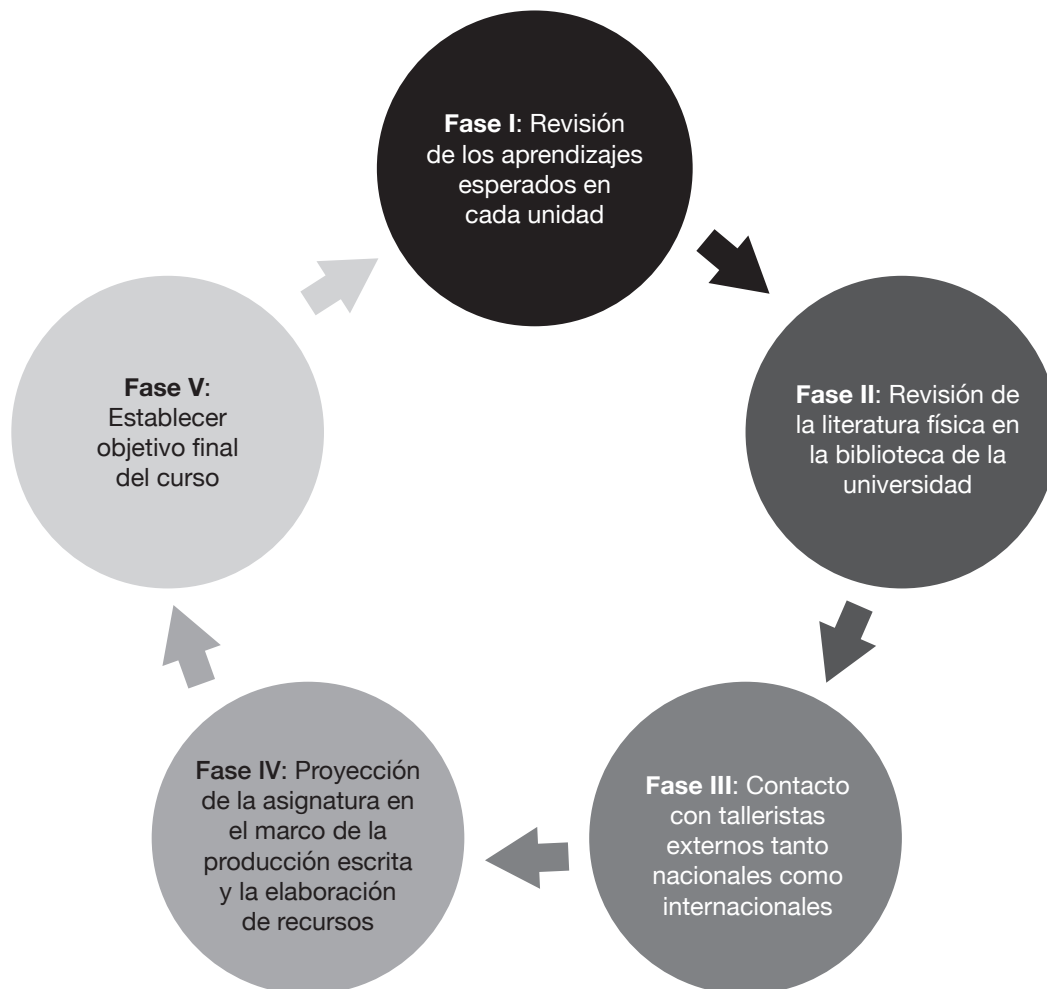 Fase I: Revisión
de los aprendizajes
esperados en
cada unidad
Fase II: Revisión de
la literatura física en
la biblioteca de la
universidad
Fase III: Contacto
con talleristas
externos tanto
nacionales como
internacionales
Fase IV: Proyección
de la asignatura en
el marco de la
producción escrita
y la elaboración
de recursos
Fase V:
Establecer
objetivo final
del curso